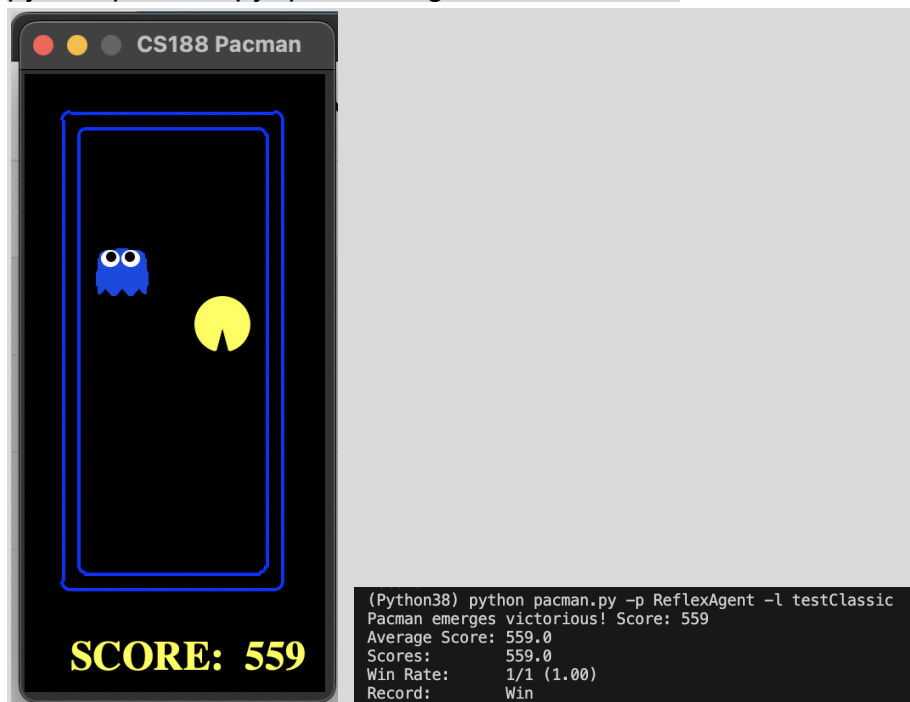 CS188 Pacman
SCORE: 559
(Python38) python pacman.py -p ReflexAgent -l testClassic
Pacman emerges victorious! Score: 559
Average Score: 559.0
Scores:        559.0
Win Rate:      1/1 (1.00)
Record:        Win